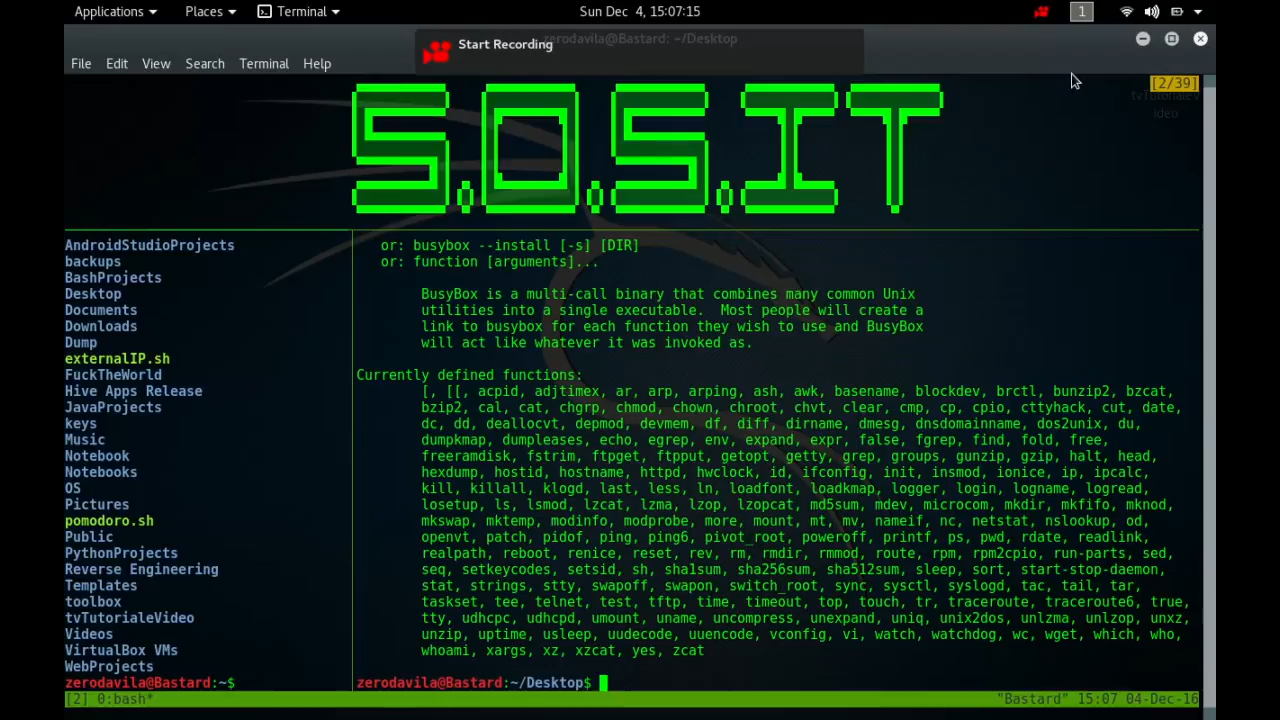 Applications Places Terminal Sun Dec  4, 15:07:15 1
zerodavila@Bastard: ~/Desktop
Start Recording
File Edit View Search Terminal Help
[2/39]
tvTutorialeV
ideo
S.O.S.IT
AndroidStudioProjects
backups
BashProjects
Desktop
Documents
Downloads
Dump
externalIP.sh
FuckTheWorld
Hive Apps Release
JavaProjects
keys
Music
Notebook
Notebooks
OS
Pictures
pomodoro.sh
Public
PythonProjects
Reverse Engineering
Templates
toolbox
tvTutorialeVideo
Videos
VirtualBox VMs
WebProjects
zerodavila@Bastard:~$
or: busybox --install [-s] [DIR]
or: function [arguments]...
BusyBox is a multi-call binary that combines many common Unix
utilities into a single executable.  Most people will create a
link to busybox for each function they wish to use and BusyBox
will act like whatever it was invoked as.
Currently defined functions:
[, [[, acpid, adjtimex, ar, arp, arping, ash, awk, basename, blockdev, brctl, bunzip2, bzcat,
bzip2, cal, cat, chgrp, chmod, chown, chroot, chvt, clear, cmp, cp, cpio, cttyhack, cut, date,
dc, dd, deallocvt, depmod, devmem, df, diff, dirname, dmesg, dnsdomainname, dos2unix, du,
dumpkmap, dumpleases, echo, egrep, env, expand, expr, false, fgrep, find, fold, free,
freeramdisk, fstrim, ftpget, ftpput, getopt, getty, grep, groups, gunzip, gzip, halt, head,
hexdump, hostid, hostname, httpd, hwclock, id, ifconfig, init, insmod, ionice, ip, ipcalc,
kill, killall, klogd, last, less, ln, loadfont, loadkmap, logger, login, logname, logread,
losetup, ls, lsmod, lzcat, lzma, lzop, lzopcat, md5sum, mdev, microcom, mkdir, mkfifo, mknod,
mkswap, mktemp, modinfo, modprobe, more, mount, mt, mv, nameif, nc, netstat, nslookup, od,
openvt, patch, pidof, ping, ping6, pivot_root, poweroff, printf, ps, pwd, rdate, readlink,
realpath, reboot, renice, reset, rev, rm, rmdir, rmmod, route, rpm, rpm2cpio, run-parts, sed,
seq, setkeycodes, setsid, sh, sha1sum, sha256sum, sha512sum, sleep, sort, start-stop-daemon,
stat, strings, stty, swapoff, swapon, switch_root, sync, sysctl, syslogd, tac, tail, tar,
taskset, tee, telnet, test, tftp, time, timeout, top, touch, tr, traceroute, traceroute6, true,
tty, udhcpc, udhcpd, umount, uname, uncompress, unexpand, uniq, unix2dos, unlzma, unlzop, unxz,
unzip, uptime, usleep, uudecode, uuencode, vconfig, vi, watch, watchdog, wc, wget, which, who,
whoami, xargs, xz, xzcat, yes, zcat
zerodavila@Bastard:~/Desktop$
[2] 0:bash* "Bastard" 15:07 04-Dec-16